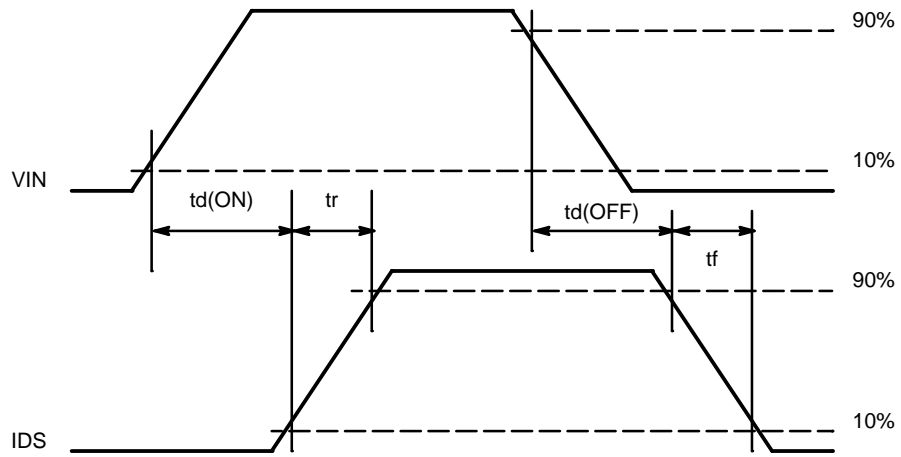 90%
10%
VIN
td(ON)
tr
td(OFF)
tf
90%
10%
IDS